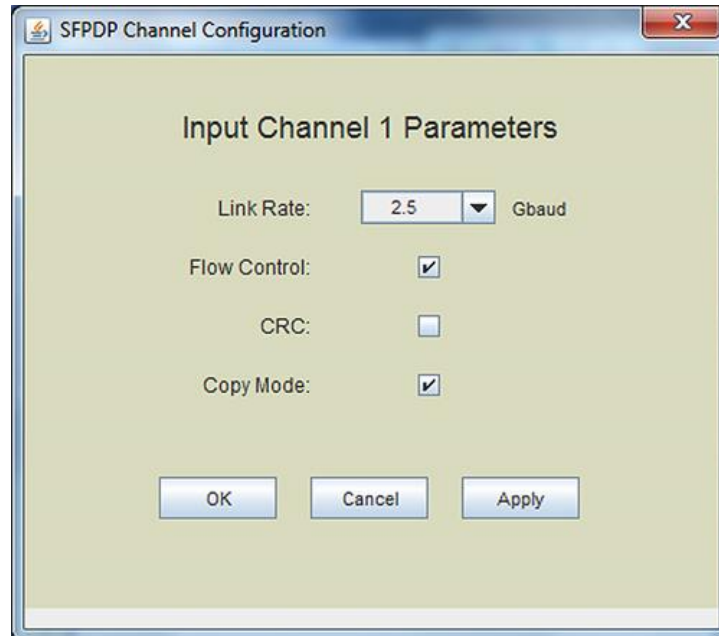 SFPDP Channel Configuration
Input Channel 1 Parameters
Link Rate: 2.5 Gbaud
Flow Control:
CRC:
Copy Mode:
OK Cancel Apply